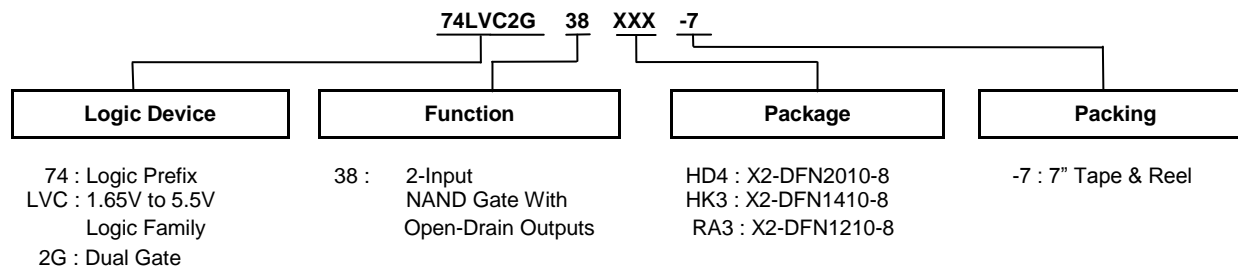 74LVC2G 38 XXX -7
Logic Device
Function
Package
Packing
74 : Logic Prefix
LVC : 1.65V to 5.5V
Logic Family
2G : Dual Gate
38 : 2-Input
NAND Gate With
Open-Drain Outputs
HD4 : X2-DFN2010-8
HK3 : X2-DFN1410-8
RA3 : X2-DFN1210-8
-7 : 7” Tape & Reel